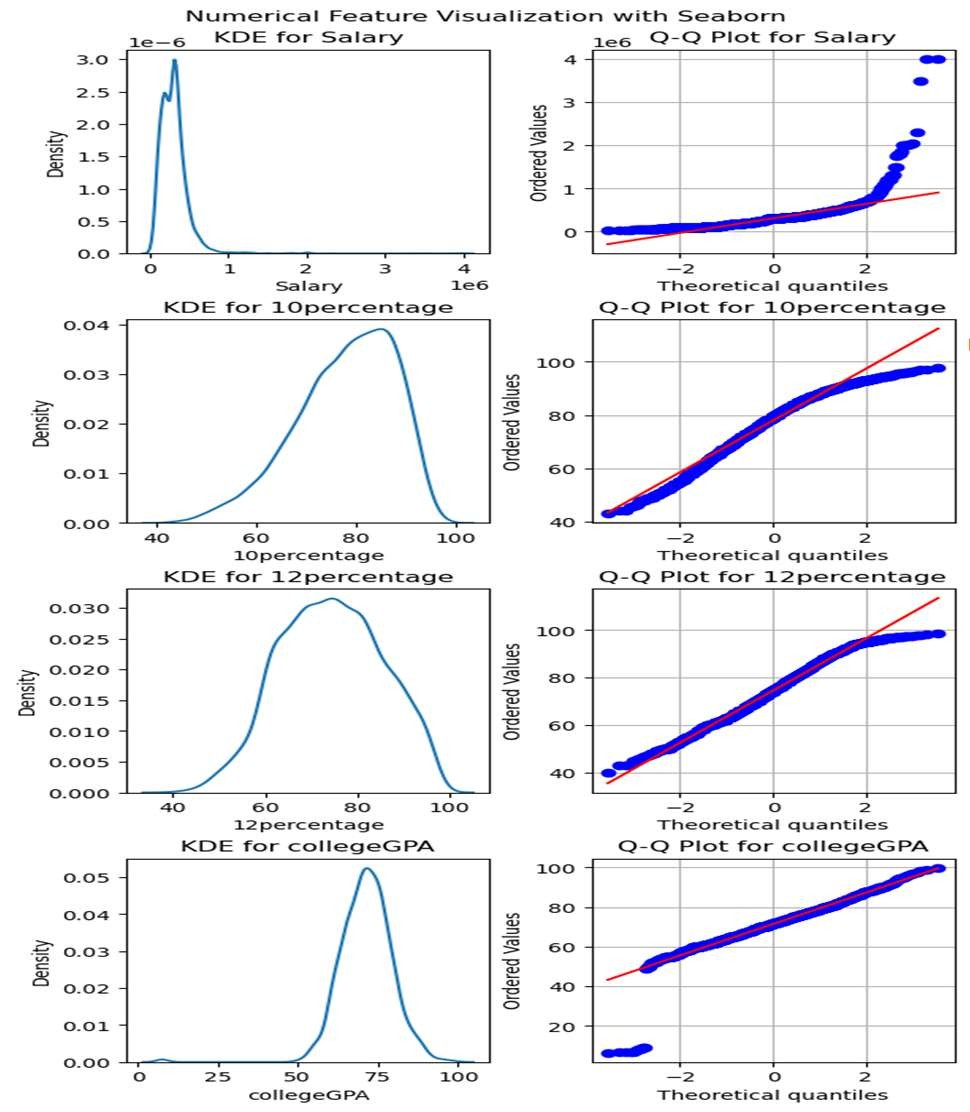 Numerical Feature Visualization with Seaborn
KDE for Salary
1e−6
3.0
2.5
2.0
1.5
1.0
0.5
0.0
Density
0 1 2 3 4
1e6
Salary
Q-Q Plot for Salary
1e6
4
3
2
1
0
Ordered Values
−2 0 2
Theoretical quantiles
KDE for 10percentage
0.04
0.03
0.02
0.01
0.00
Density
40 60 80 100
10percentage
Q-Q Plot for 10percentage
100
80
60
40
Ordered Values
−2 0 2
Theoretical quantiles
KDE for 12percentage
0.030
0.025
0.020
0.015
0.010
0.005
0.000
Density
40 60 80 100
12percentage
Q-Q Plot for 12percentage
100
80
60
40
Ordered Values
−2 0 2
Theoretical quantiles
KDE for collegeGPA
0.05
0.04
0.03
0.02
0.01
0.00
Density
0 25 50 75 100
collegeGPA
Q-Q Plot for collegeGPA
100
80
60
40
20
Ordered Values
−2 0 2
Theoretical quantiles